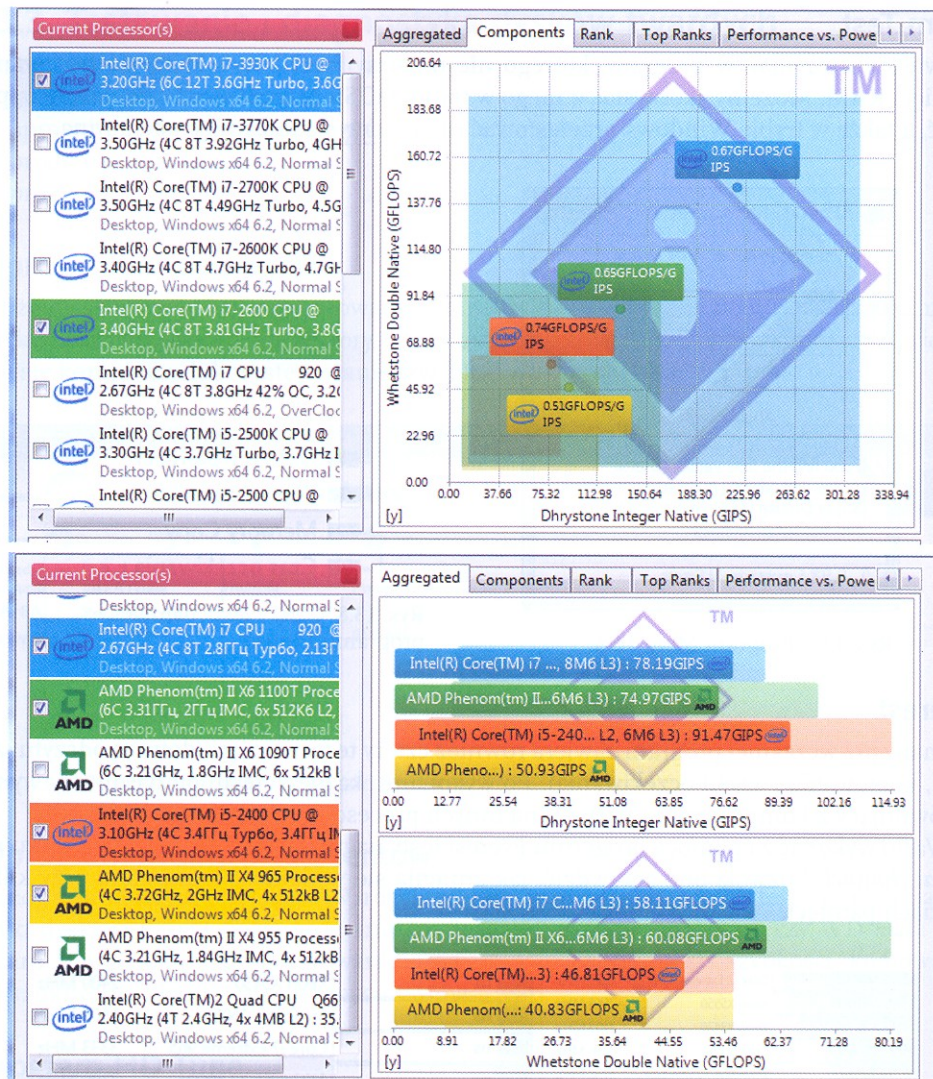 Current Processor(s)
Intel(R) Core(TM) i7-3930K CPU @
3.20GHz (6C 12T 3.6GHz Turbo, 3.6G
Desktop, Windows x64 6.2, Normal S
Intel(R) Core(TM) i7-3770K CPU @
3.50GHz (4C 8T 3.92GHz Turbo, 4GH
Desktop, Windows x64 6.2, Normal S
Intel(R) Core(TM) i7-2700K CPU @
3.50GHz (4C 8T 4.49GHz Turbo, 4.5G
Desktop, Windows x64 6.2, Normal S
Intel(R) Core(TM) i7-2600K CPU @
3.40GHz (4C 8T 4.7GHz Turbo, 4.7GH
Desktop, Windows x64 6.2, Normal S
Intel(R) Core(TM) i7-2600 CPU @
3.40GHz (4C 8T 3.81GHz Turbo, 3.8G
Desktop, Windows x64 6.2, Normal S
Intel(R) Core(TM) i7 CPU 920 @
2.67GHz (4C 8T 3.8GHz 42% OC, 3.2G
Desktop, Windows x64 6.2, OverCloc
Intel(R) Core(TM) i5-2500K CPU @
3.30GHz (4C 3.7GHz Turbo, 3.7GHz I
Desktop, Windows x64 6.2, Normal S
Intel(R) Core(TM) i5-2500 CPU @
Aggregated Components Rank Top Ranks Performance vs. Powe
TM
Whetstone Double Native (GFLOPS)
206.64
183.68
160.72
137.76
114.80
91.84
68.88
45.92
22.96
0.00
0.67GFLOPS/G
IPS
0.65GFLOPS/G
IPS
0.74GFLOPS/G
IPS
0.51GFLOPS/G
IPS
0.00 37.66 75.32 112.98 150.64 188.30 225.96 263.62 301.28 338.94
[y] Dhrystone Integer Native (GIPS)
Current Processor(s)
Desktop, Windows x64 6.2, Normal S
Intel(R) Core(TM) i7 CPU 920 @
2.67GHz (4C 8T 2.8ГГц Турбо, 2.13ГГ
Desktop, Windows x64 6.2, Normal S
AMD Phenom(tm) II X6 1100T Proce
(6C 3.31ГГц, 2ГГц IMC, 6x 512K6 L2,
Desktop, Windows x64 6.2, Normal S
AMD Phenom(tm) II X6 1090T Proce
(6C 3.21GHz, 1.8GHz IMC, 6x 512kB L
Desktop, Windows x64 6.2, Normal S
Intel(R) Core(TM) i5-2400 CPU @
3.10GHz (4C 3.4ГГц Турбо, 3.4ГГц IM
Desktop, Windows x64 6.2, Normal S
AMD Phenom(tm) II X4 965 Processo
(4C 3.72GHz, 2GHz IMC, 4x 512kB L2
Desktop, Windows x64 6.2, Normal S
AMD Phenom(tm) II X4 955 Processo
(4C 3.21GHz, 1.84GHz IMC, 4x 512kB
Desktop, Windows x64 6.2, Normal S
Intel(R) Core(TM)2 Quad CPU Q66
2.40GHz (4T 2.4GHz, 4x 4MB L2) : 35.
Desktop, Windows x64 6.2, Normal S
Aggregated Components Rank Top Ranks Performance vs. Powe
TM
Intel(R) Core(TM) i7 ..., 8M6 L3) : 78.19GIPS
AMD Phenom(tm) II...6M6 L3) : 74.97GIPS
Intel(R) Core(TM) i5-240... L2, 6M6 L3) : 91.47GIPS
AMD Pheno...) : 50.93GIPS
0.00 12.77 25.54 38.31 51.08 63.85 76.62 89.39 102.16 114.93
[y] Dhrystone Integer Native (GIPS)
TM
Intel(R) Core(TM) i7 C...M6 L3) : 58.11GFLOPS
AMD Phenom(tm) II X6...6M6 L3) : 60.08GFLOPS
Intel(R) Core(TM)...3) : 46.81GFLOPS
AMD Phenom(...: 40.83GFLOPS
0.00 8.91 17.82 26.73 35.64 44.55 53.46 62.37 71.28 80.19
[y] Whetstone Double Native (GFLOPS)